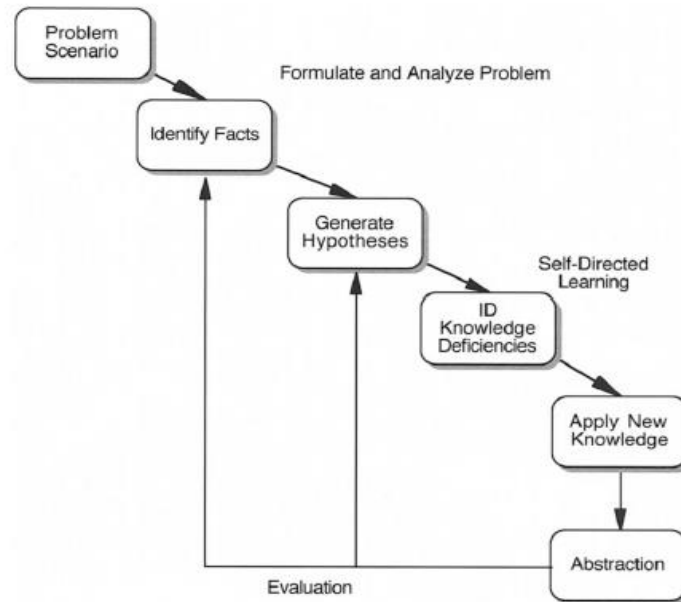 Problem
Scenario
Formulate and Analyze Problem
Identify Facts
Generate
Hypotheses
Self-Directed
Learning
ID
Knowledge
Deficiencies
Apply New
Knowledge
Abstraction
Evaluation